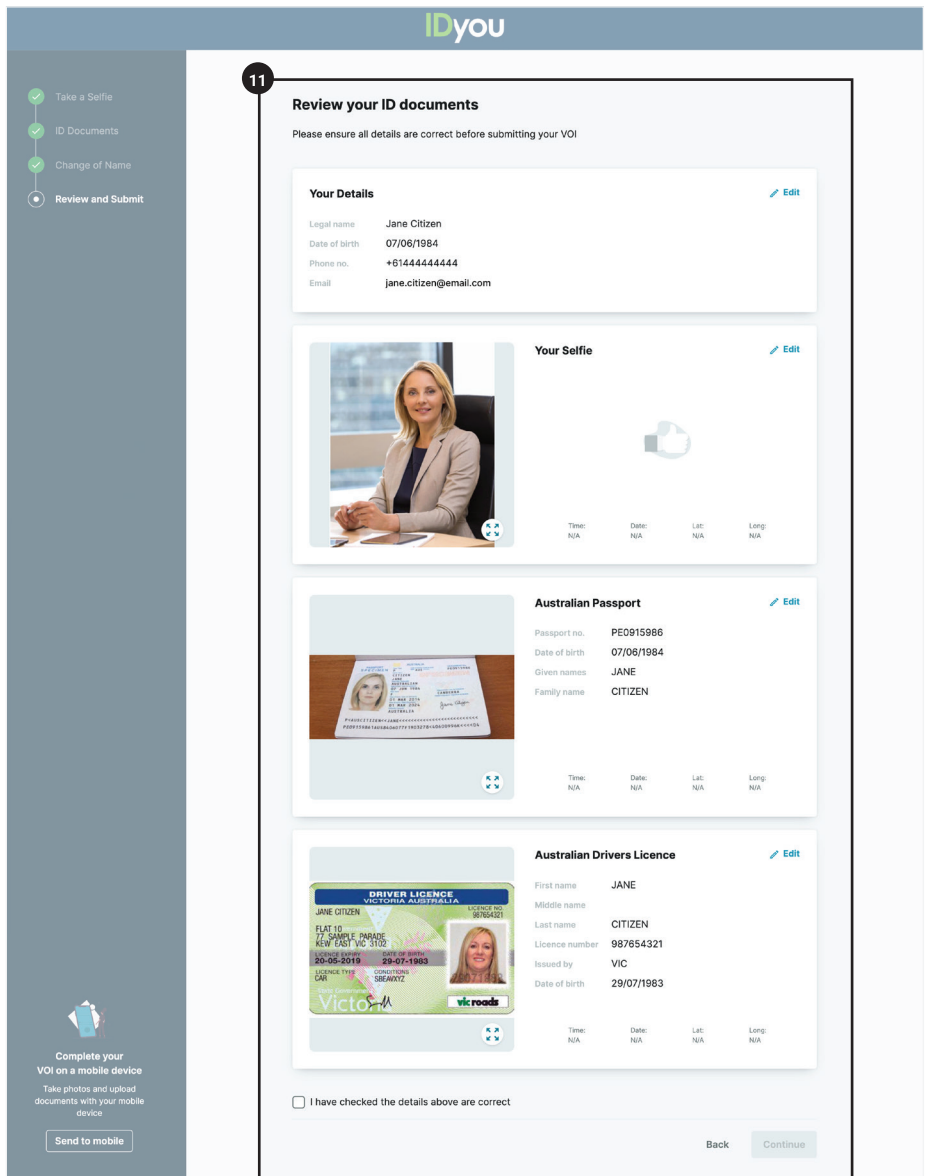 IDyou
Take a Selfie
ID Documents
Change of Name
Review and Submit
11
Review your ID documents
Please ensure all details are correct before submitting your VOI
Your Details
Edit
Legal name Jane Citizen
Date of birth 07/06/1984
Phone no. +61444444444
Email jane.citizen@email.com
Your Selfie
Edit
Time: Date: Lat: Long:
N/A N/A N/A N/A
Australian Passport
Edit
Passport no. PE0915986
Date of birth 07/06/1984
Given names JANE
Family name CITIZEN
CITIZEN
JANE
AUSTRALIAN
AUSTRALIA
Time: Date: Lat: Long:
N/A N/A N/A N/A
Australian Drivers Licence
Edit
DRIVER LICENCE
VICTORIA AUSTRALIA
JANE CITIZEN
LICENCE NO.
987654321
FLAT 10
77 SAMPLE PARADE
KEW EAST VIC 3102
LICENCE EXPIRY DATE OF BIRTH
20-05-2019 29-07-1983
LICENCE TYPE CONDITIONS
CAR SBEAVXYZ
vic roads
First name JANE
Middle name
Last name CITIZEN
Licence number 987654321
Issued by VIC
Date of birth 29/07/1983
Time: Date: Lat: Long:
N/A N/A N/A N/A
I have checked the details above are correct
Back Continue
Complete your
VOI on a mobile device
Take photos and upload
documents with your mobile
device
Send to mobile